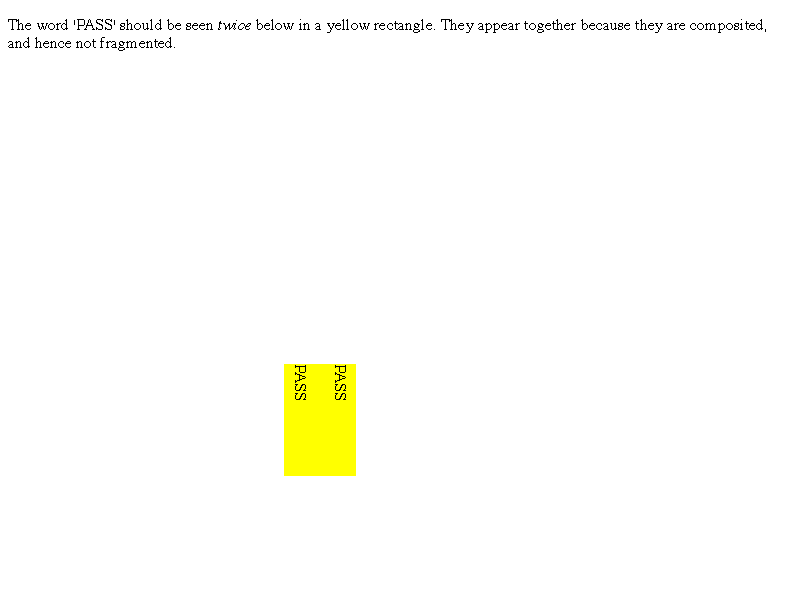 The word 'PASS' should be seen twice below in a yellow rectangle. They appear together because they are composited,
and hence not fragmented.
PASS
PASS